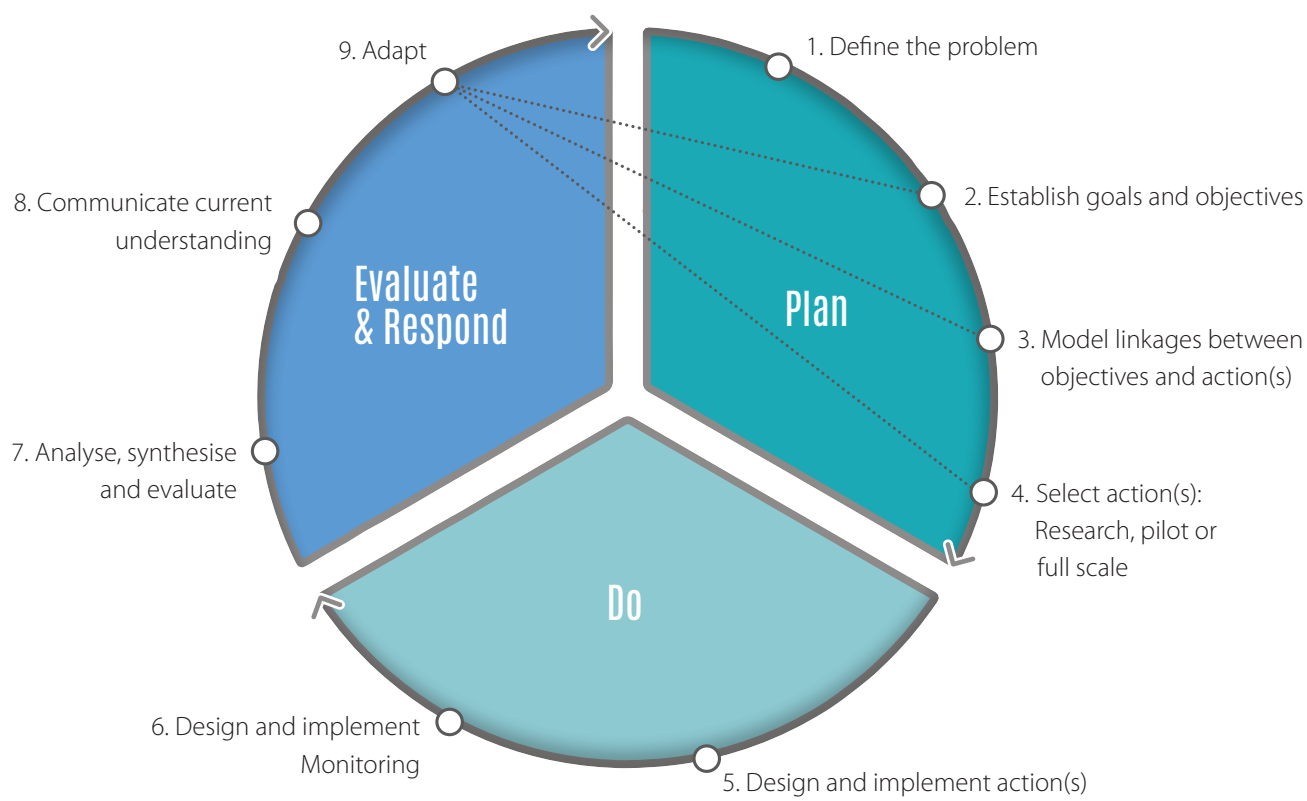 1. Define the problem
2. Establish goals and objectives
3. Model linkages between
objectives and action(s)
4. Select action(s):
Research, pilot or
full scale
5. Design and implement action(s)
6. Design and implement
Monitoring
7. Analyse, synthesise
and evaluate
8. Communicate current
understanding
9. Adapt
Plan
Do
Evaluate
& Respond